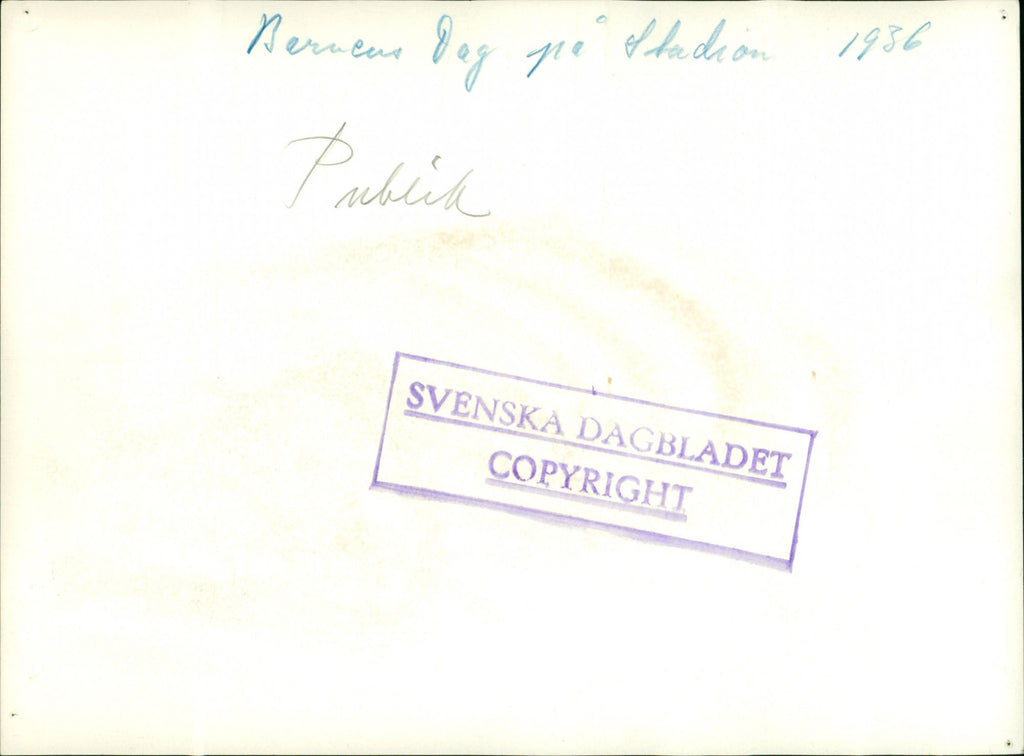 Barnens Dag på Stadion 1936
Publik
SVENSKA DAGBLADET
COPYRIGHT